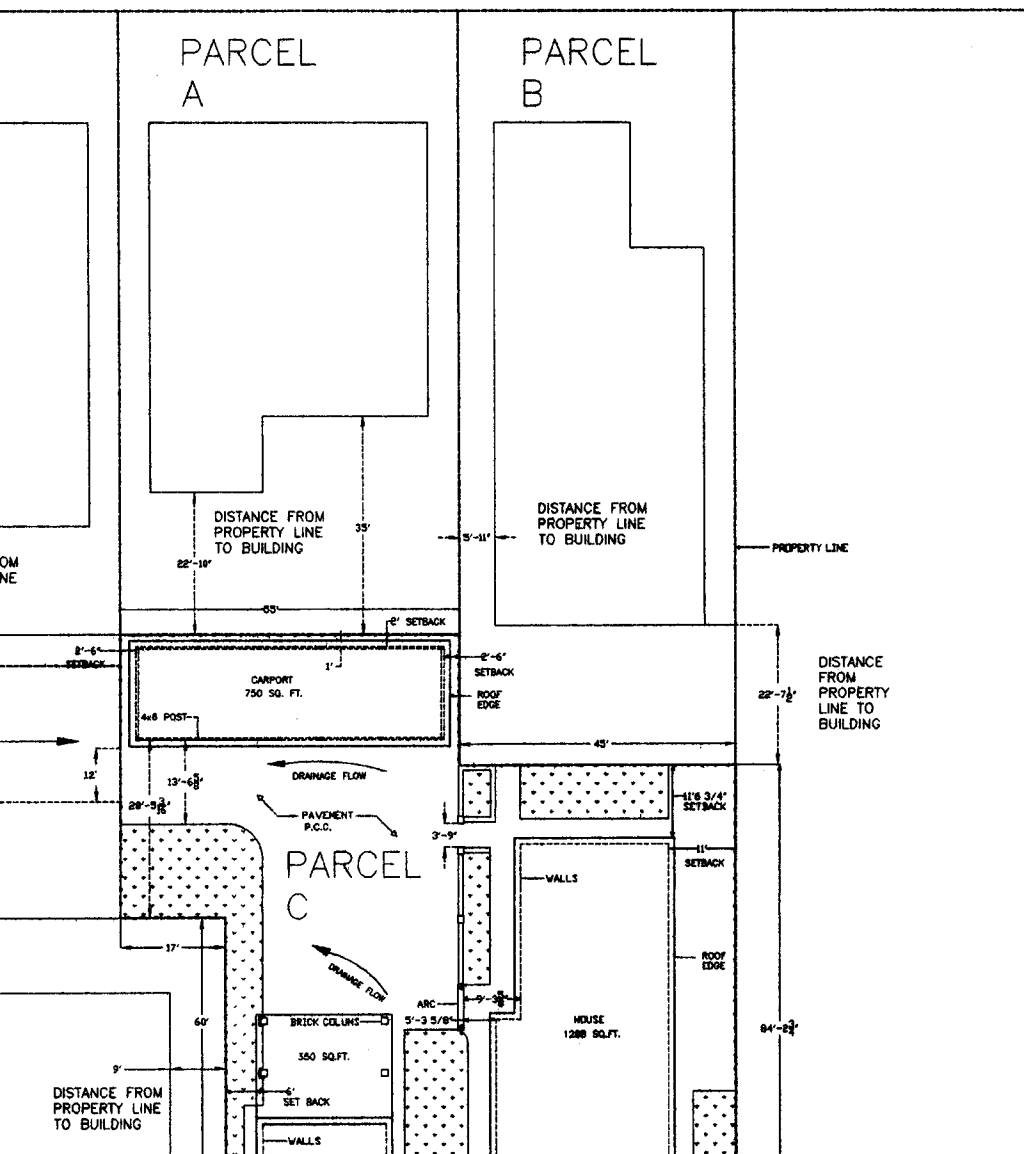 PARCEL
A
PARCEL
B
DISTANCE FROM
PROPERTY LINE
TO BUILDING
35'
22'-10"
DISTANCE FROM
PROPERTY LINE
TO BUILDING
5'-11"
PROPERTY LINE
OM
NE
2' SETBACK
2'-6"
SETBACK
1'
2'-6"
SETBACK
CARPORT
750 SQ. FT.
ROOF
EDGE
4x6 POST
DISTANCE
FROM
PROPERTY
LINE TO
BUILDING
22'-7½"
45'
12'
DRAINAGE FLOW
PAVEMENT
P.C.C.
3'-9"
11'6 3/4"
SETBACK
11'
SETBACK
PARCEL
C
WALLS
17'
DRAINAGE FLOW
ROOF
EDGE
ARC
5'-3 5/8"
BRICK COLUMS
60'
350 SQ.FT.
HOUSE
1288 SQ.FT.
9'
6'
SET BACK
DISTANCE FROM
PROPERTY LINE
TO BUILDING
WALLS